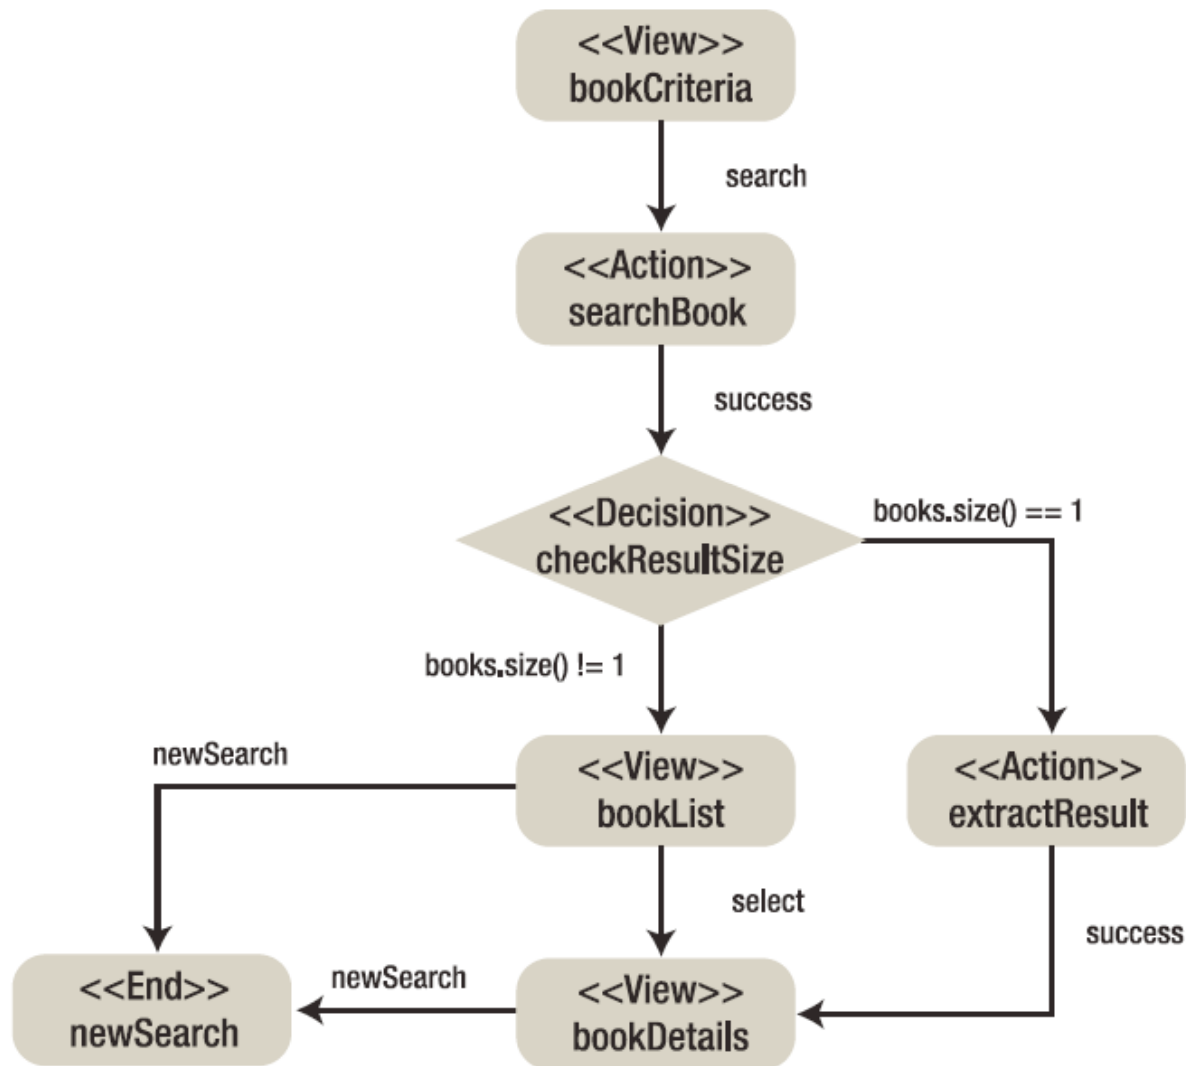 <<View>>
bookCriteria
search
<<Action>>
searchBook
success
<<Decision>>
checkResultSize
books.size() == 1
books.size() != 1
newSearch
<<View>>
bookList
<<Action>>
extractResult
select
success
<<End>>
newSearch
newSearch
<<View>>
bookDetails